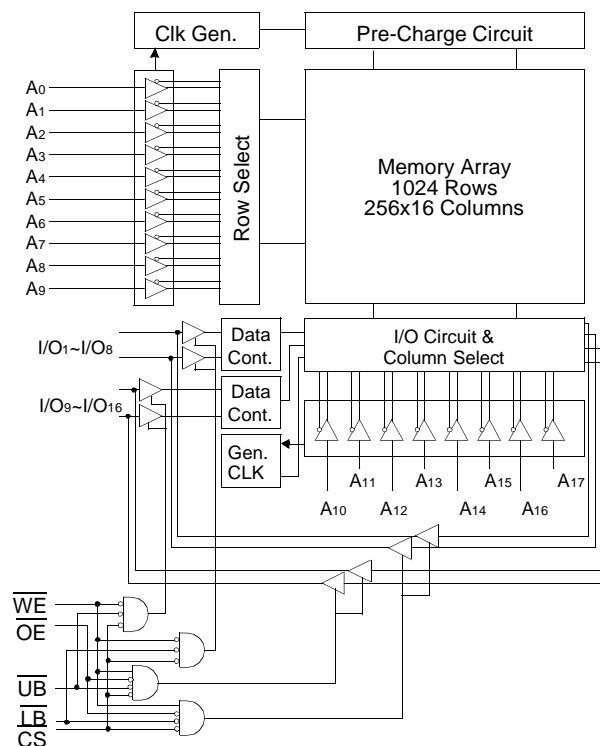 Clk Gen.
Pre-Charge Circuit
A0
A1
A2
A3
A4
A5
A6
A7
A8
A9
Row Select
Memory Array
1024 Rows
256x16 Columns
I/O1~I/O8
Data
Cont.
I/O Circuit &
Column Select
I/O9~I/O16
Data
Cont.
Gen.
CLK
A11
A13
A15
A17
A10
A12
A14
A16
WE
OE
UB
LB
CS